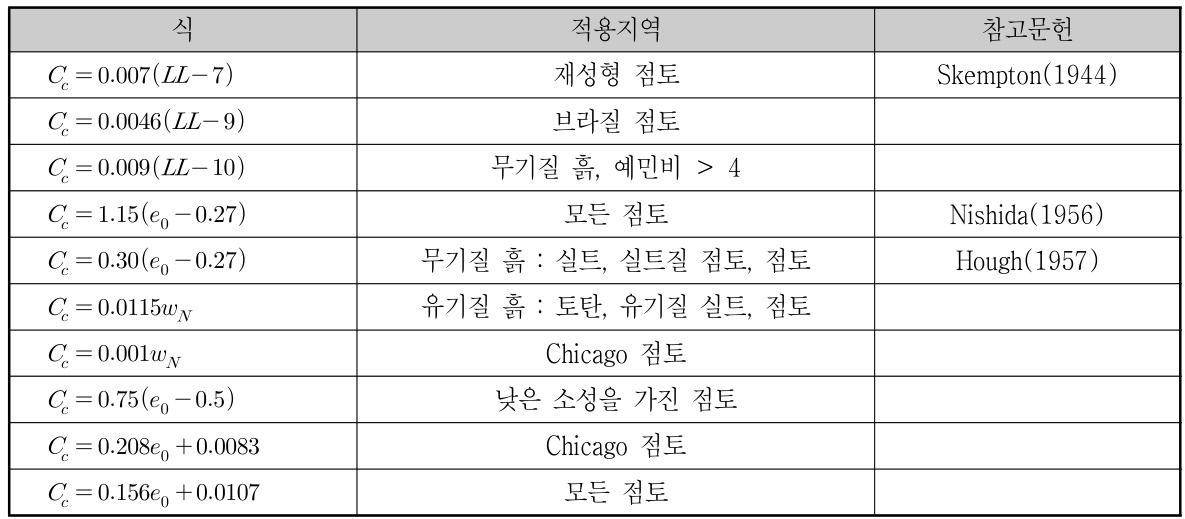 식 적용지역 참고문헌
C_c = 0.007(LL − 7) 재성형 점토 Skempton(1944)
C_c = 0.0046(LL − 9) 브라질 점토
C_c = 0.009(LL − 10) 무기질 흙, 예민비 > 4
C_c = 1.15(e_0 − 0.27) 모든 점토 Nishida(1956)
C_c = 0.30(e_0 − 0.27) 무기질 흙 : 실트, 실트질 점토, 점토 Hough(1957)
C_c = 0.0115w_N 유기질 흙 : 토탄, 유기질 실트, 점토
C_c = 0.001w_N Chicago 점토
C_c = 0.75(e_0 − 0.5) 낮은 소성을 가진 점토
C_c = 0.208e_0 + 0.0083 Chicago 점토
C_c = 0.156e_0 + 0.0107 모든 점토